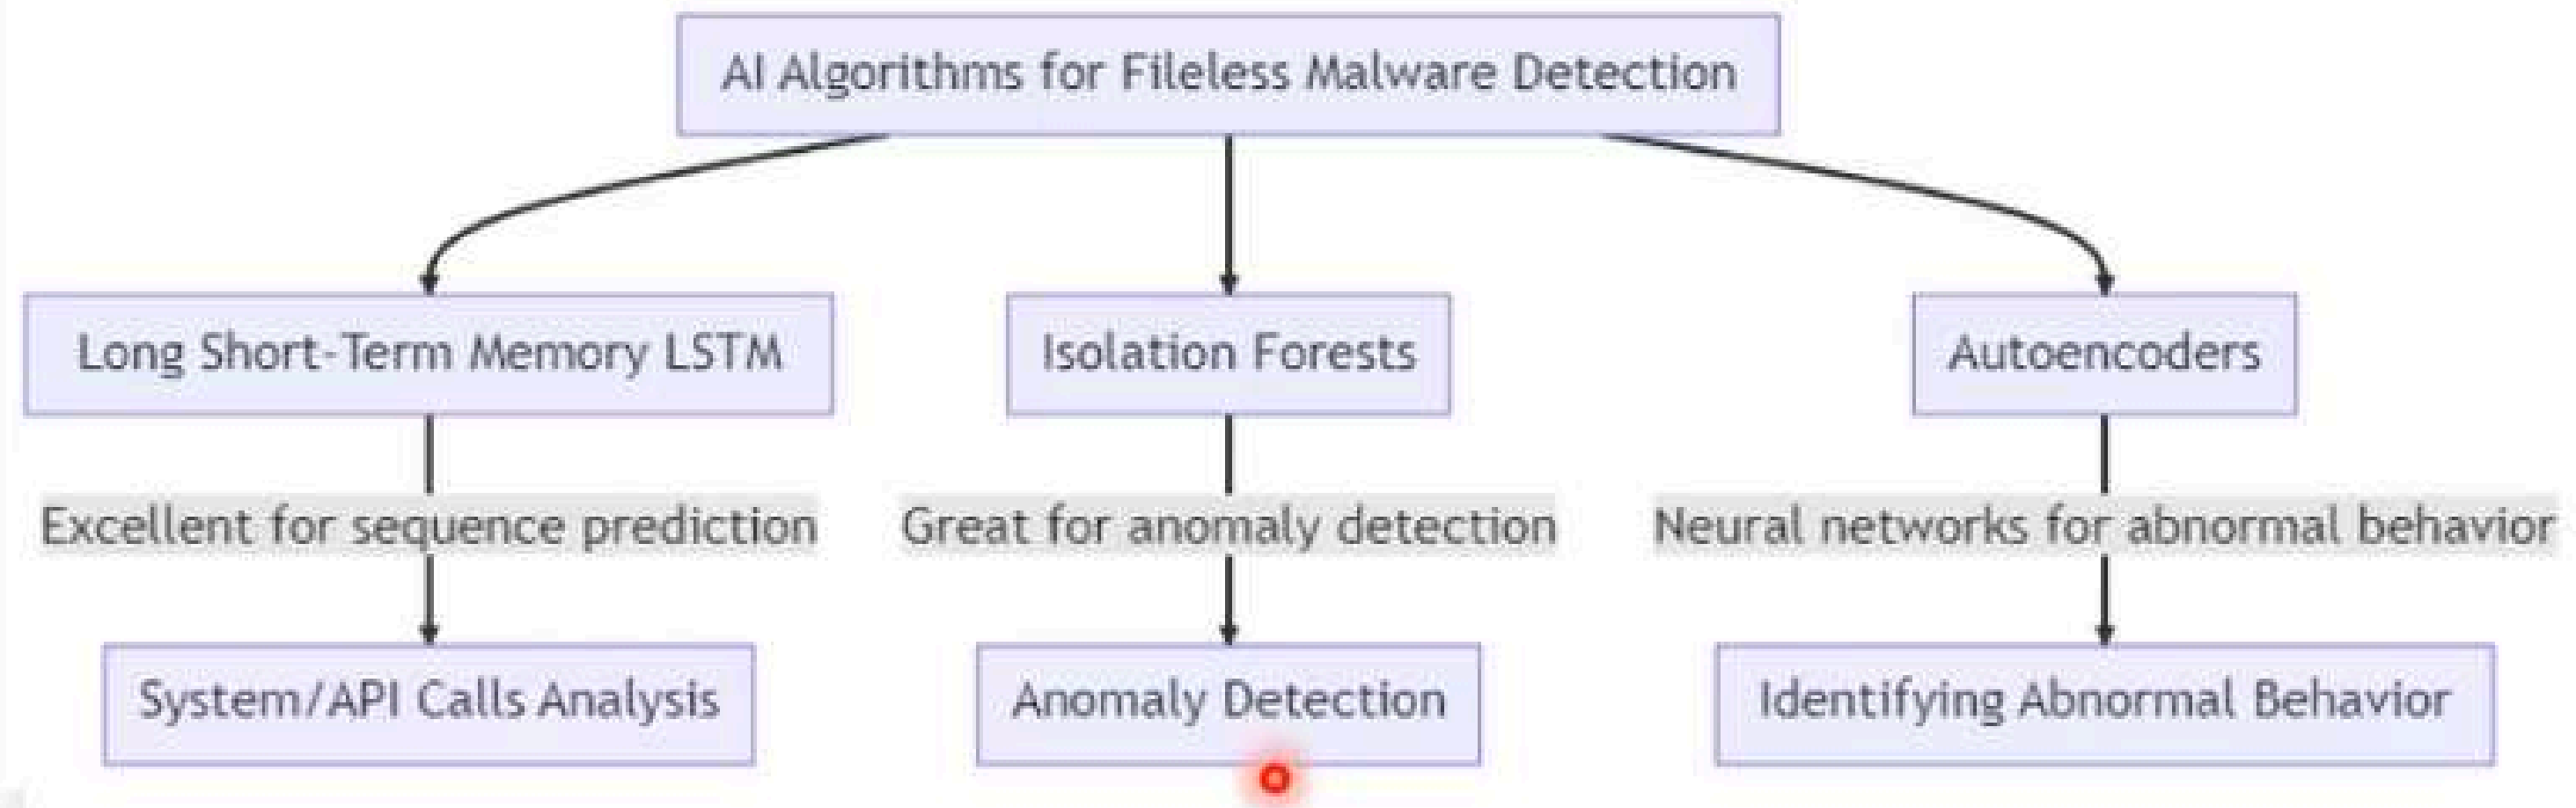 AI Algorithms for Fileless Malware Detection
Long Short-Term Memory LSTM
Isolation Forests
Autoencoders
Excellent for sequence prediction
Great for anomaly detection
Neural networks for abnormal behavior
System/API Calls Analysis
Anomaly Detection
Identifying Abnormal Behavior